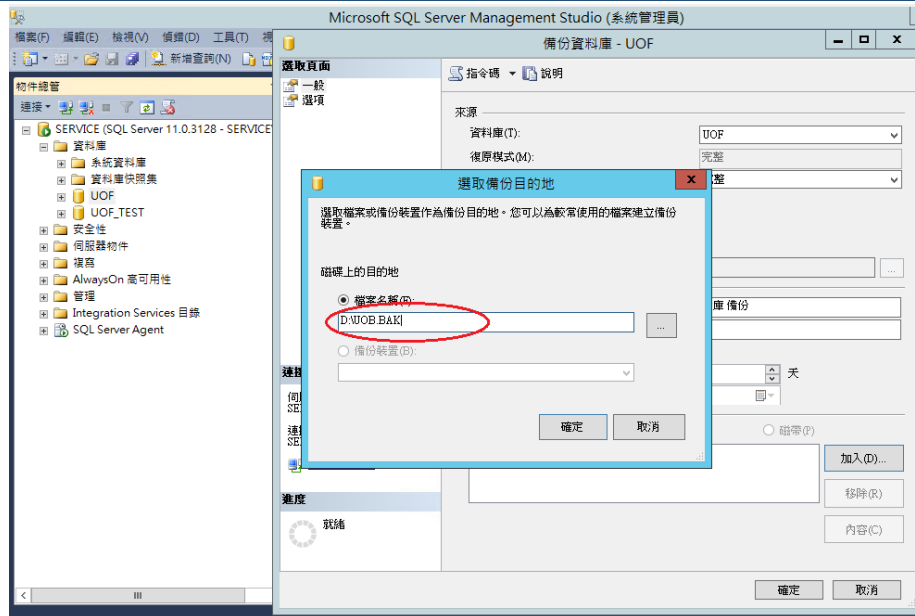 Microsoft SQL Server Management Studio (系統管理員)
檔案(F) 編輯(E) 檢視(V) 偵錯(D) 工具(T) 視
新增查詢(N)
物件總管
連接
SERVICE (SQL Server 11.0.3128 - SERVICE
資料庫
系統資料庫
資料庫快照集
UOF
UOF_TEST
安全性
伺服器物件
複寫
AlwaysOn 高可用性
管理
Integration Services 目錄
SQL Server Agent
備份資料庫 - UOF
選取頁面
一般
選項
指令碼 說明
來源
資料庫(T):
UOF
復原模式(M):
完整
整
庫 備份
天
磁帶(P)
加入(D)...
移除(R)
內容(C)
選取備份目的地
選取檔案或備份裝置作為備份目的地。您可以為較常使用的檔案建立備份
裝置。
磁碟上的目的地
檔案名稱(F):
D:\UOB.BAK
...
備份裝置(B):
確定 取消
進度
就緒
確定 取消